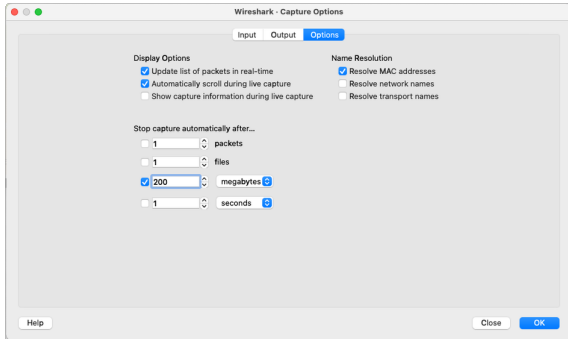 Wireshark · Capture Options
Input Output Options
Display Options
Update list of packets in real-time
Automatically scroll during live capture
Show capture information during live capture
Name Resolution
Resolve MAC addresses
Resolve network names
Resolve transport names
Stop capture automatically after...
1 packets
1 files
200 megabytes
1 seconds
Help Close OK